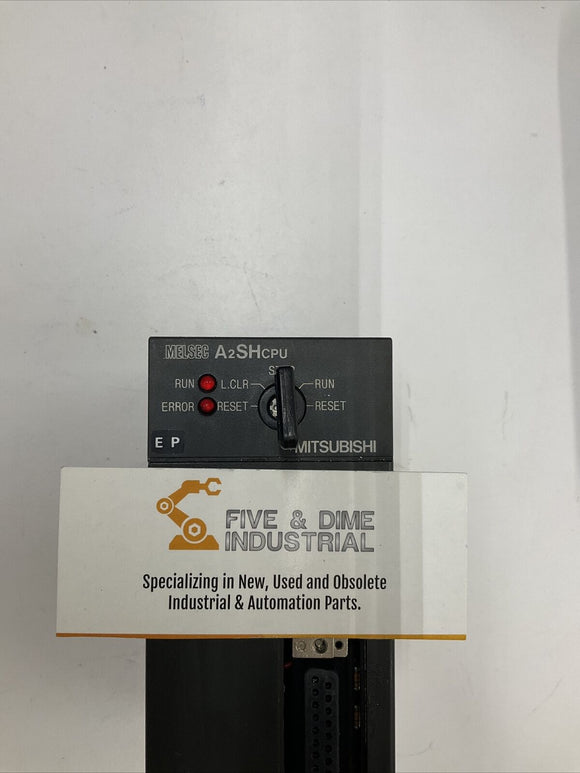 MELSEC A2SHCPU
RUN L.CLR RUN
ERROR RESET RESET
E P
MITSUBISHI
FIVE & DIME
INDUSTRIAL
Specializing in New, Used and Obsolete
Industrial & Automation Parts.